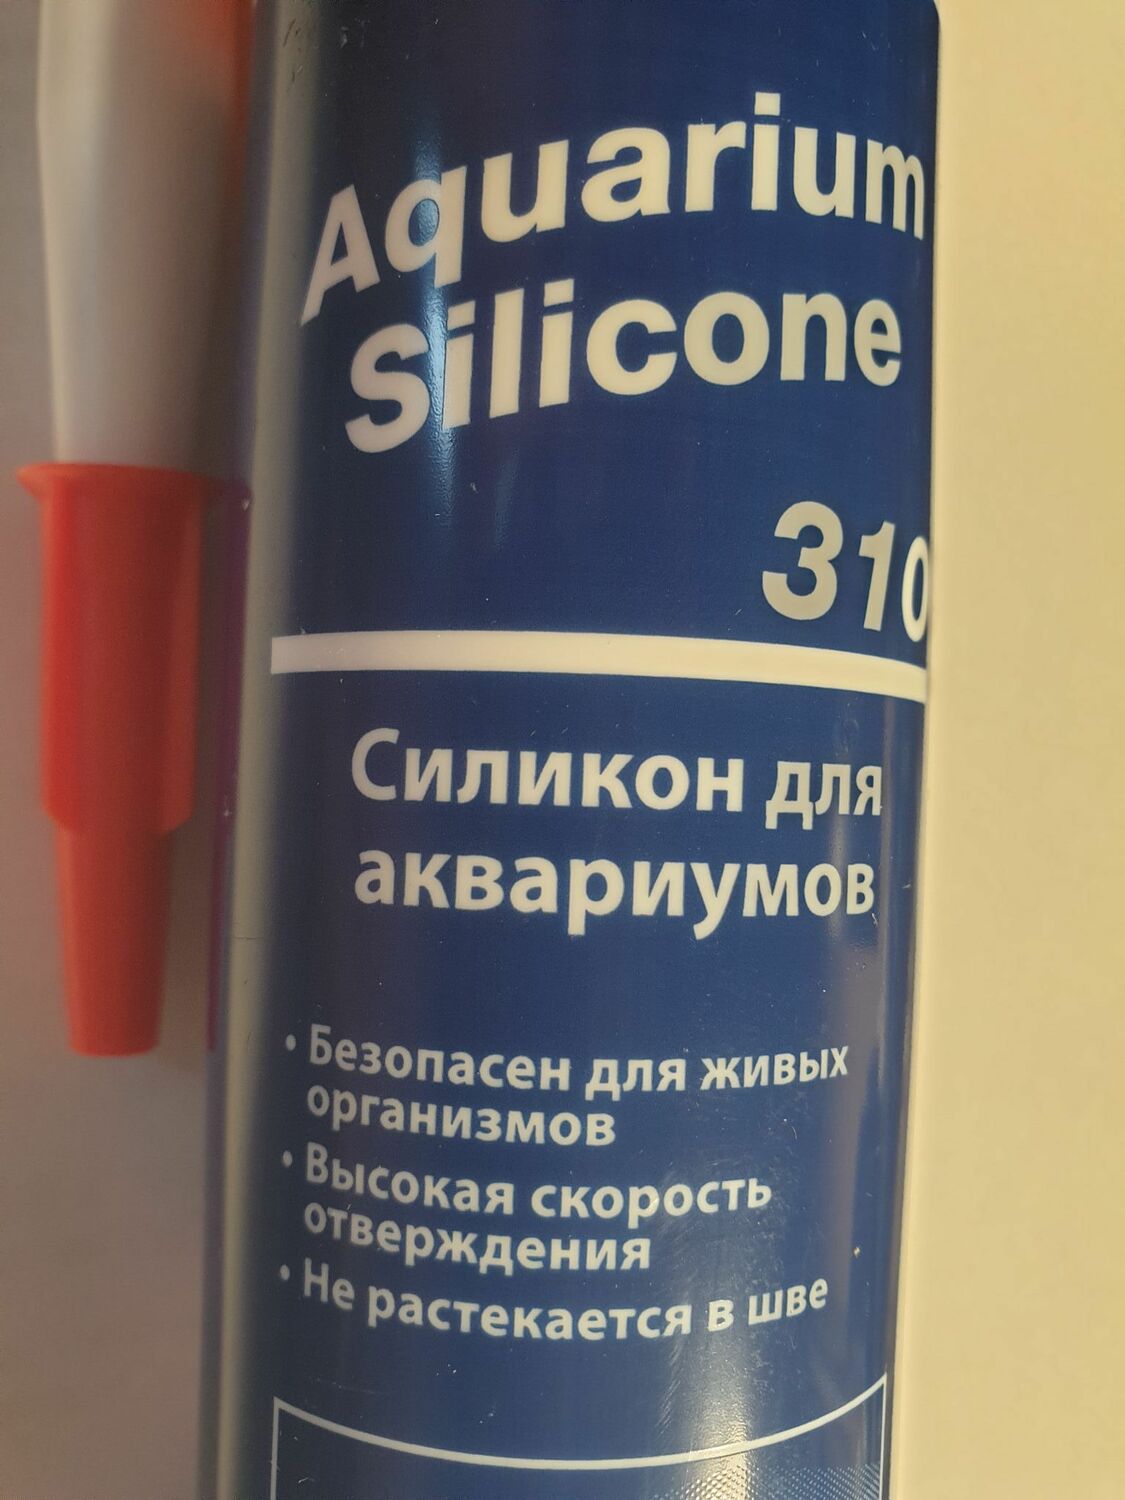 Aquarium
Silicone
310
Силикон для
аквариумов
• Безопасен для живых
организмов
• Высокая скорость
отверждения
• Не растекается в шве